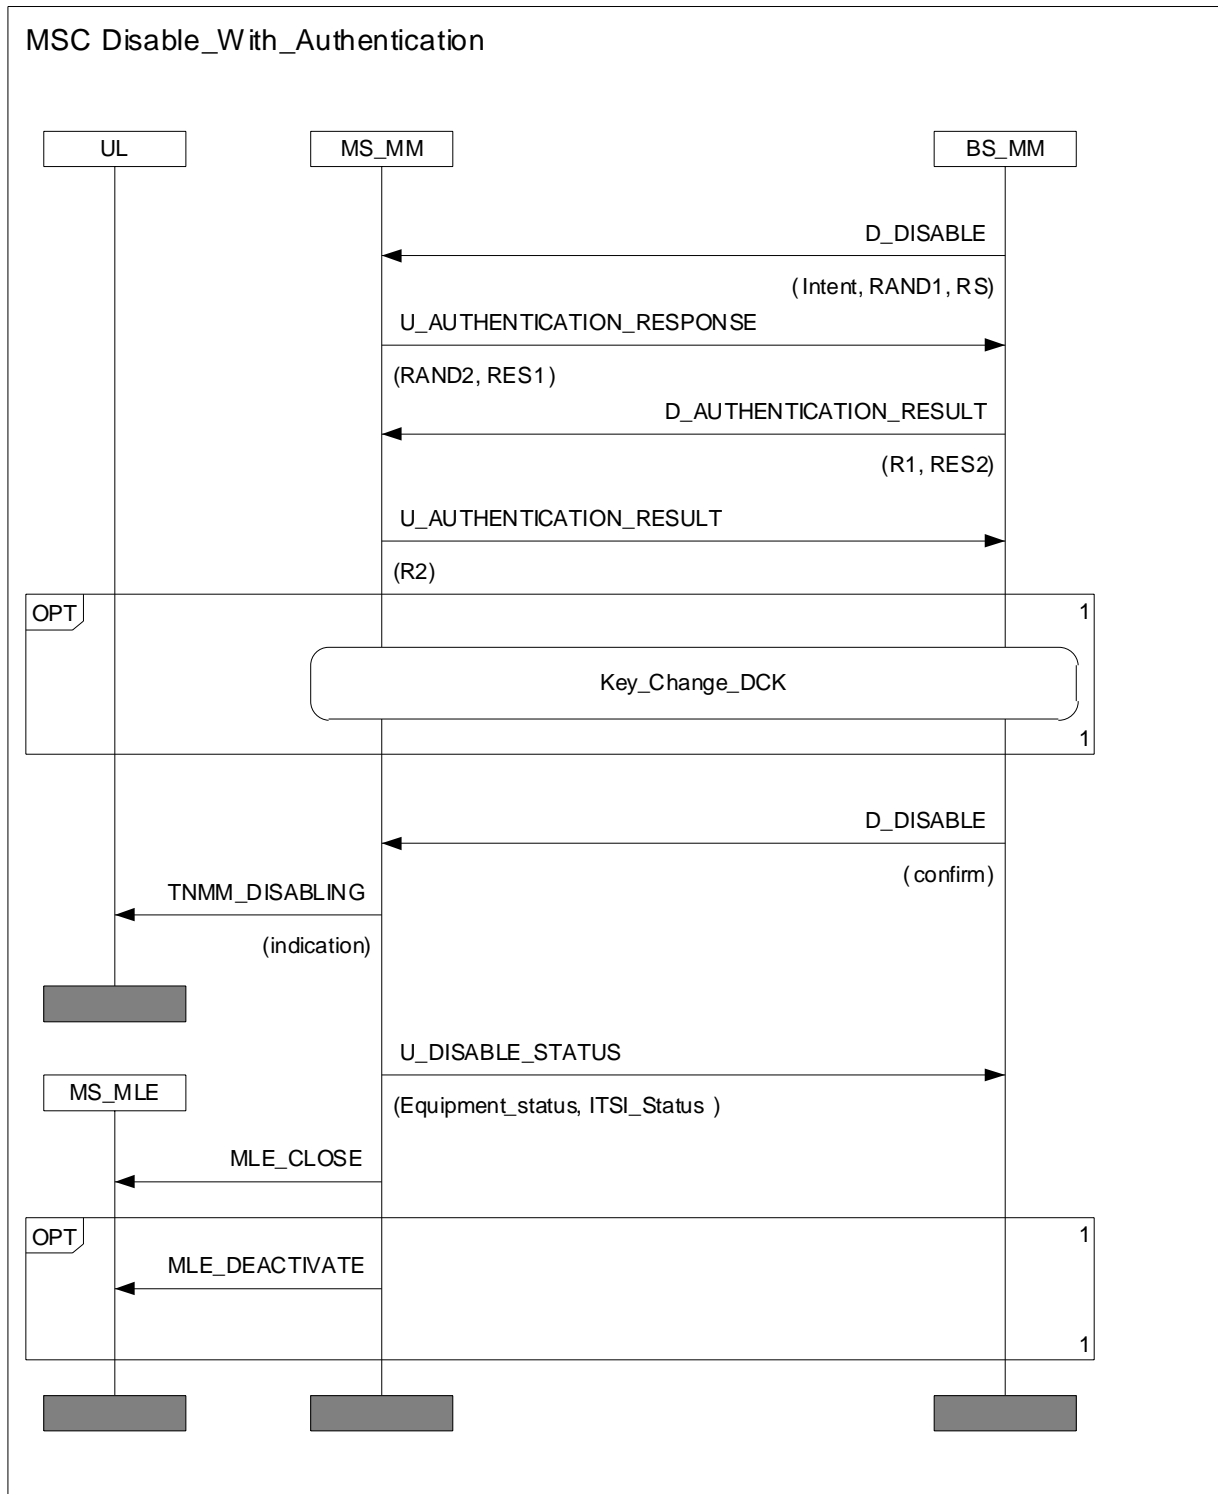 MSC Disable_With_Authentication
UL
MS_MM
BS_MM
D_DISABLE
(Intent, RAND1, RS)
U_AUTHENTICATION_RESPONSE
(RAND2, RES1)
D_AUTHENTICATION_RESULT
(R1, RES2)
U_AUTHENTICATION_RESULT
(R2)
OPT
1
Key_Change_DCK
1
D_DISABLE
(confirm)
TNMM_DISABLING
(indication)
U_DISABLE_STATUS
MS_MLE
(Equipment_status, ITSI_Status )
MLE_CLOSE
OPT
1
MLE_DEACTIVATE
1